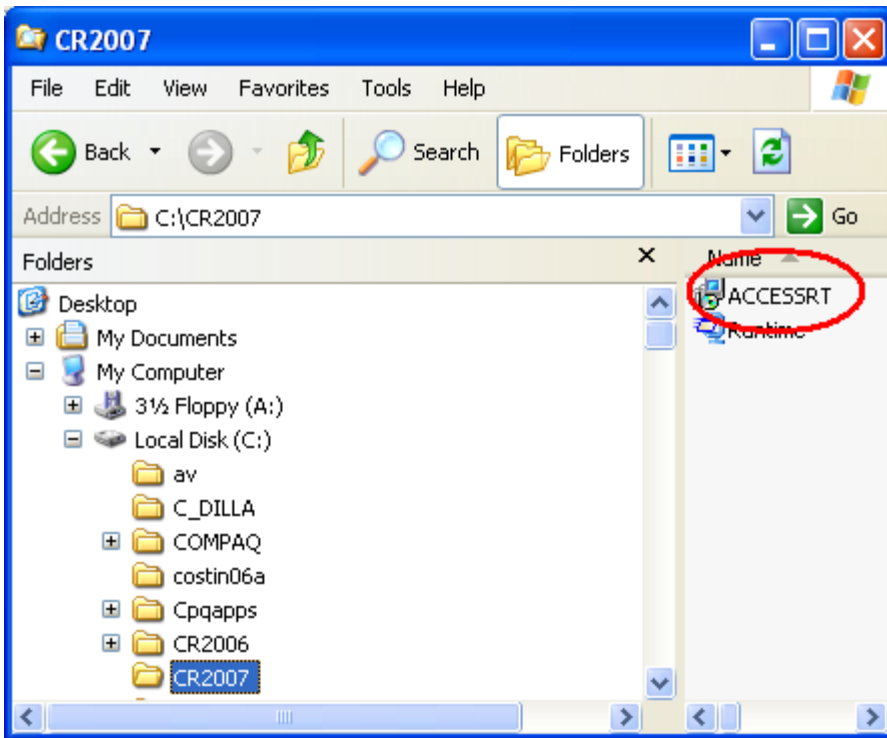 CR2007
File Edit View Favorites Tools Help
Back Search Folders
Address C:\CR2007 Go
Folders Name
Desktop ACCESSRT
My Documents Runtime
My Computer
3½ Floppy (A:)
Local Disk (C:)
av
C_DILLA
COMPAQ
costin06a
Cpqapps
CR2006
CR2007